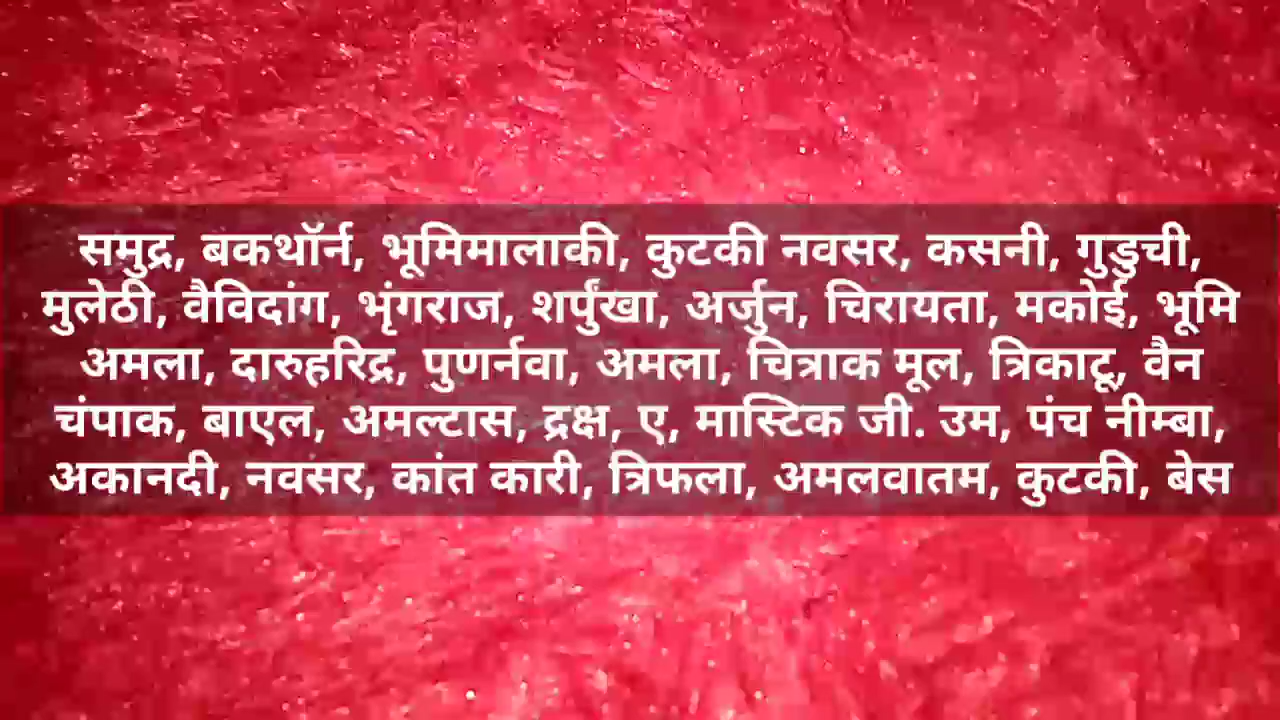 समुद्र, बकथॉर्न, भूमिमालाकी, कुटकी नवसर, कसनी, गुडुची,
मुलेठी, वैविदांग, भृंगराज, शर्पुंखा, अर्जुन, चिरायता, मकोई, भूमि
अमला, दारुहरिद्र, पुणर्नवा, अमला, चित्राक मूल, त्रिकाटू, वैन
चंपाक, बाएल, अमल्टास, द्रक्ष, ए, मास्टिक जी. उम, पंच नीम्बा,
अकानदी, नवसर, कांत कारी, त्रिफला, अमलवातम, कुटकी, बेस